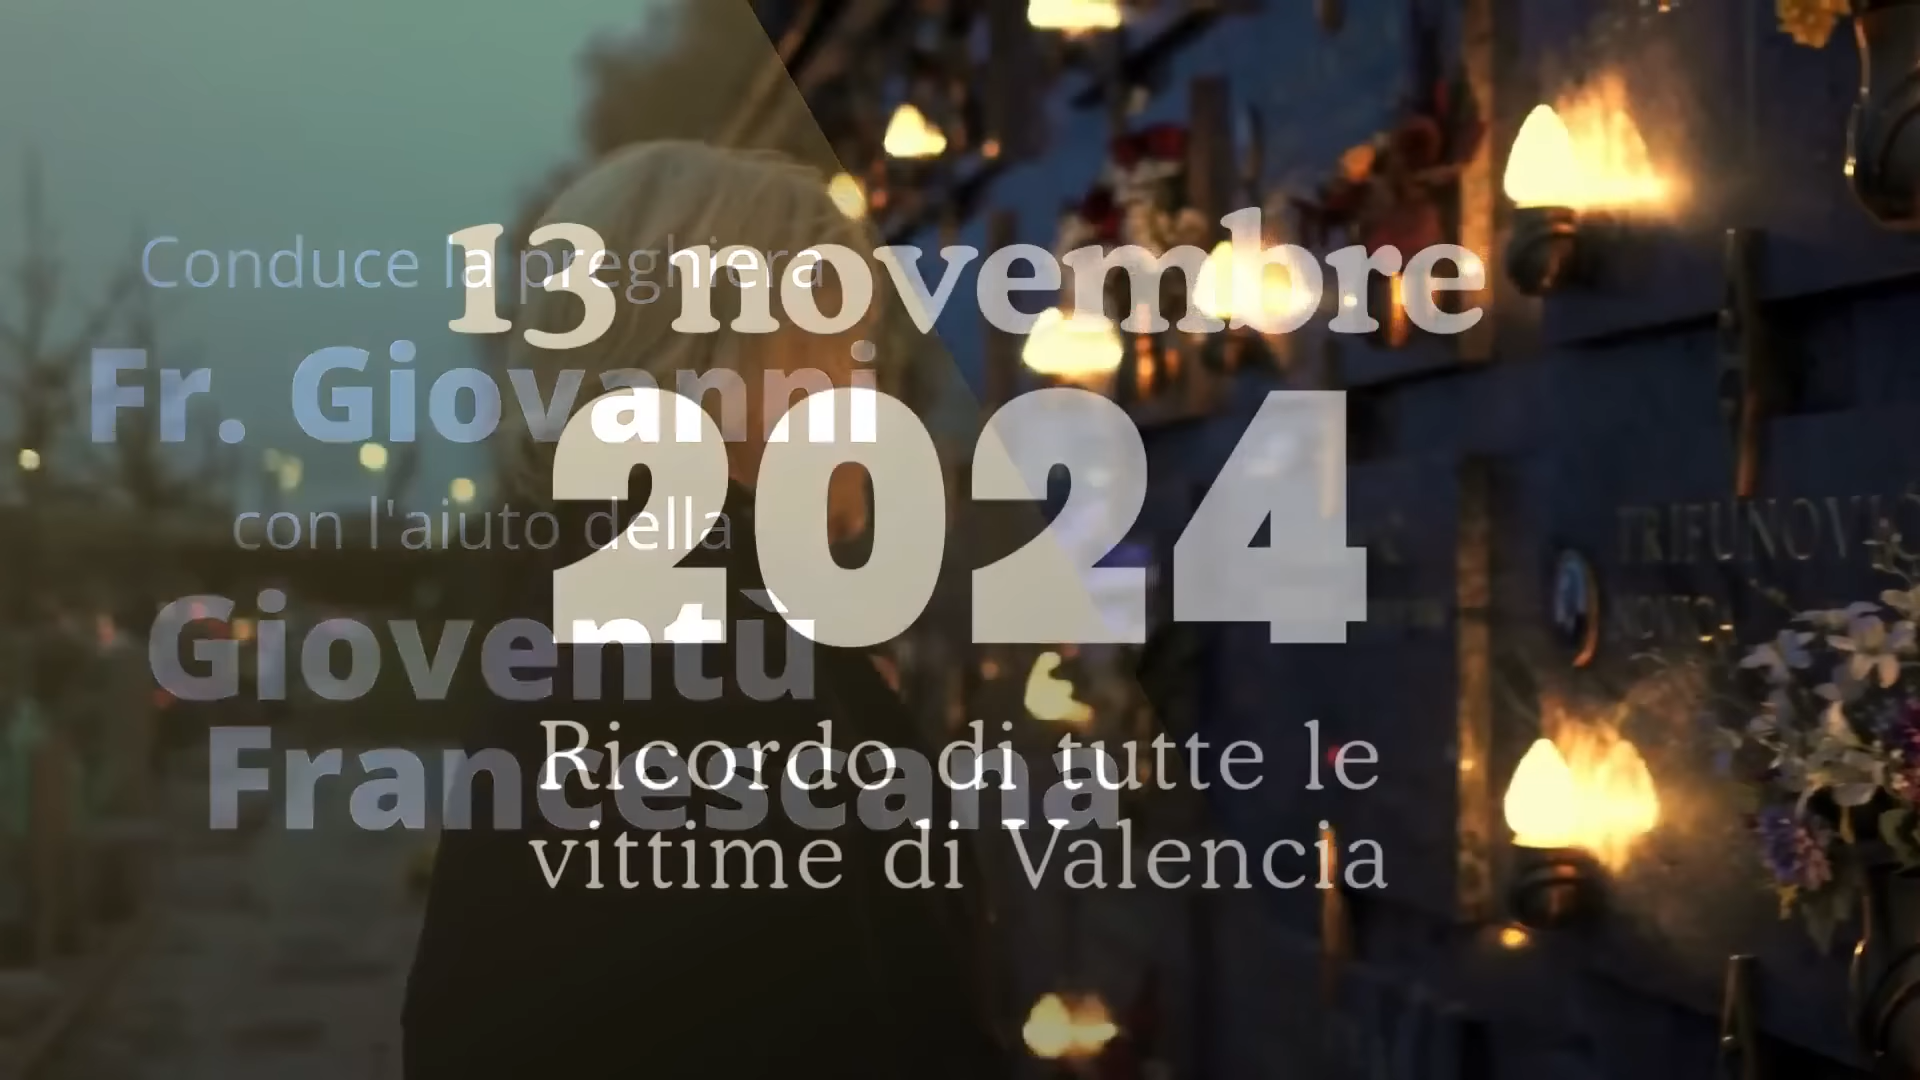 Conduce la preghiera
Fr. Giovanni
con l'aiuto della
Gioventù
Francescana
13 novembre
2024
Ricordo di tutte le
vittime di Valencia